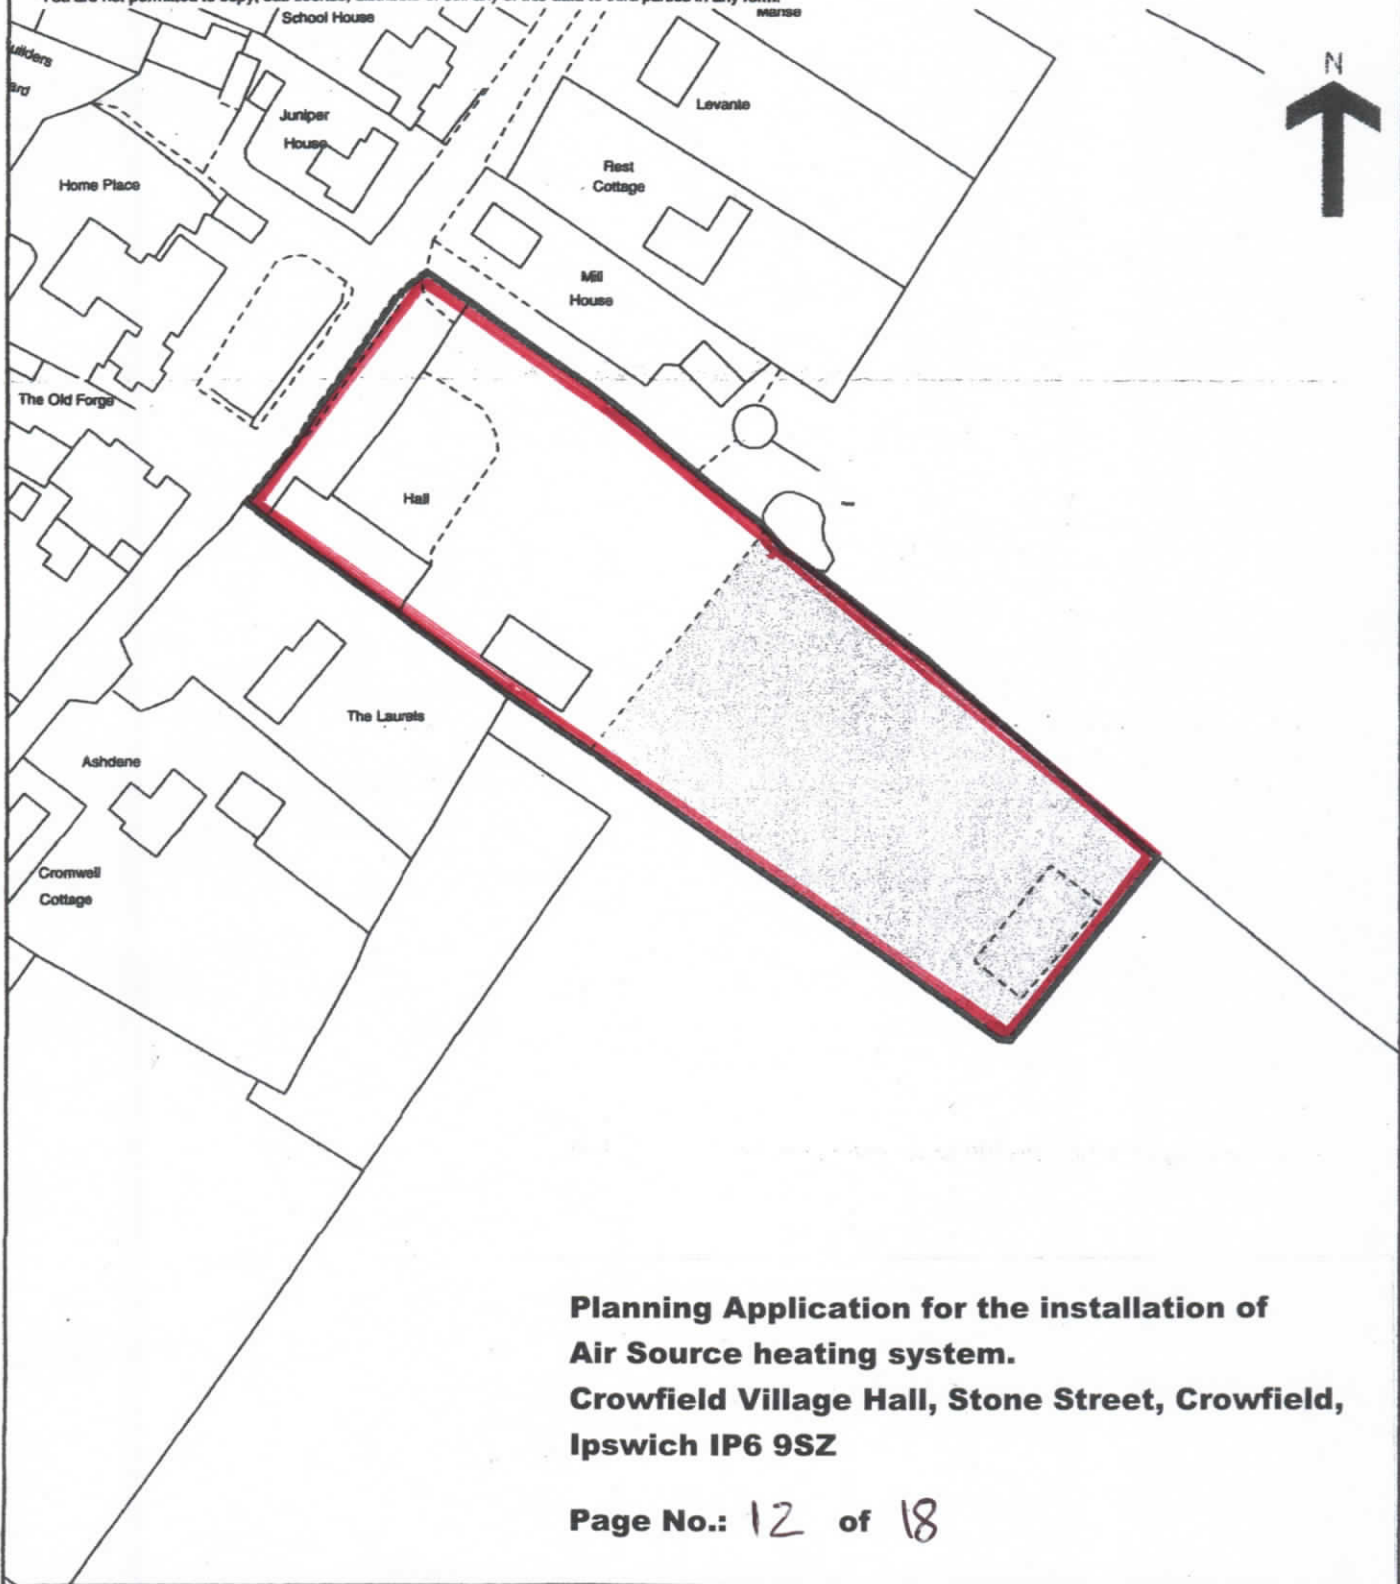 School House
Manse
N
Levante
Juniper
House
Rest
Cottage
Home Place
Mill
House
The Old Forge
Hall
The Laurels
Ashdene
Cromwell
Cottage
Planning Application for the installation of
Air Source heating system.
Crowfield Village Hall, Stone Street, Crowfield,
Ipswich IP6 9SZ
Page No.: 12 of 18